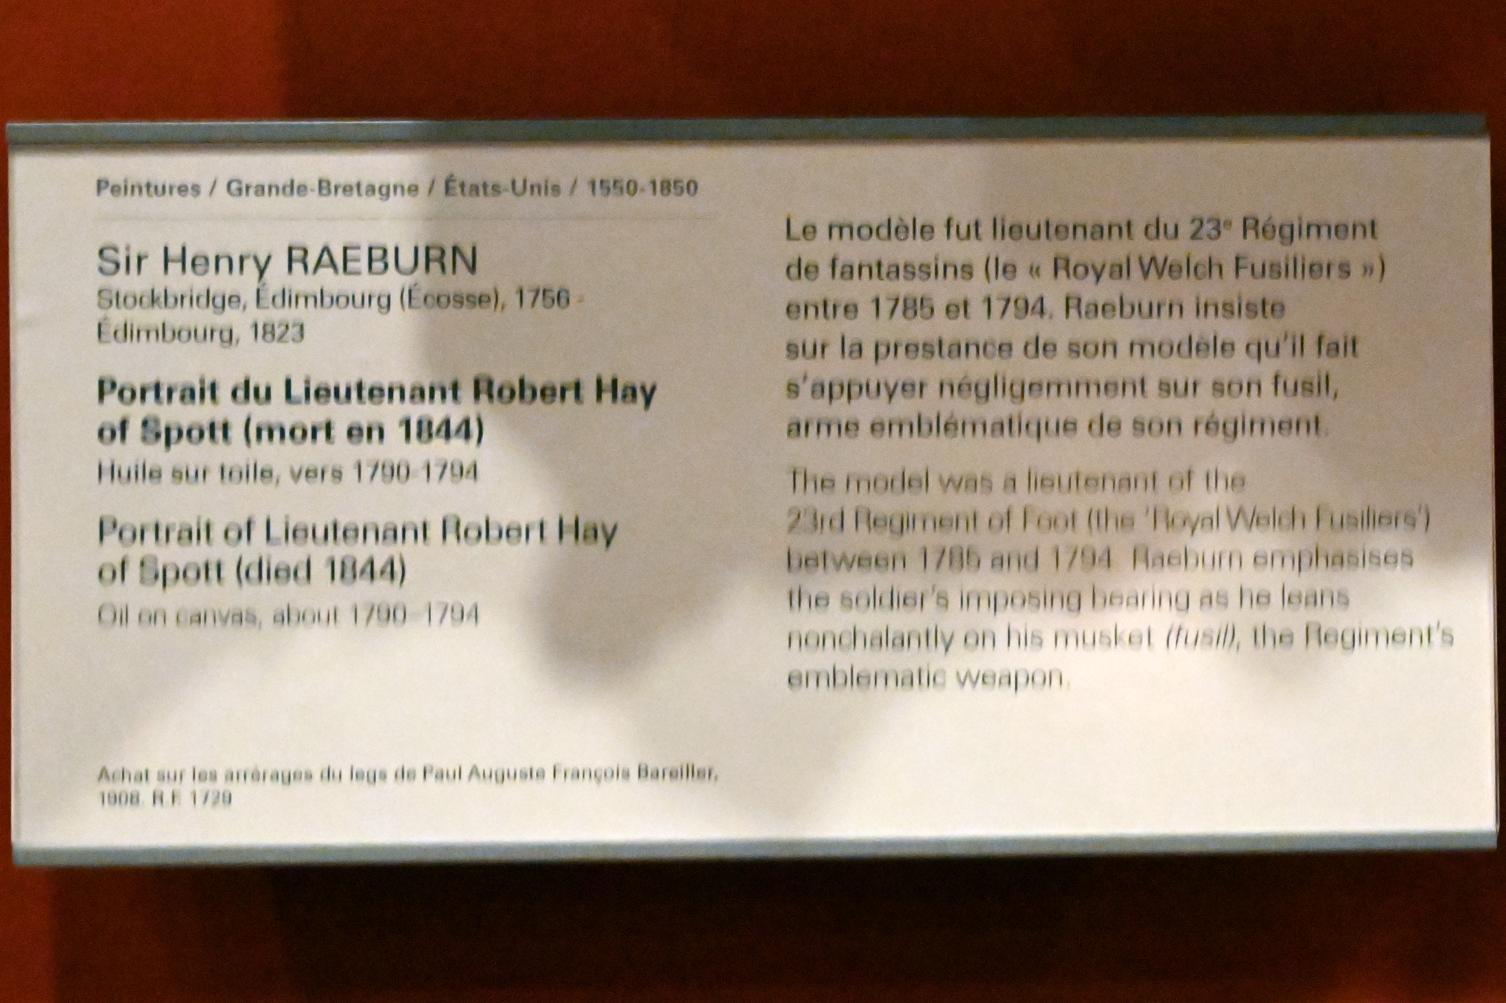 Peintures / Grande-Bretagne / États-Unis / 1550-1850
Sir Henry RAEBURN
Stockbridge, Édimbourg (Écosse), 1756 -
Édimbourg, 1823
Portrait du Lieutenant Robert Hay
of Spott (mort en 1844)
Huile sur toile, vers 1790-1794
Portrait of Lieutenant Robert Hay
of Spott (died 1844)
Oil on canvas, about 1790-1794
Achat sur les arrérages du legs de Paul Auguste François Bareiller,
1908. R.F. 1729
Le modèle fut lieutenant du 23e Régiment
de fantassins (le « Royal Welch Fusiliers »)
entre 1785 et 1794. Raeburn insiste
sur la prestance de son modèle qu'il fait
s'appuyer négligemment sur son fusil,
arme emblématique de son régiment.
The model was a lieutenant of the
23rd Regiment of Foot (the 'Royal Welch Fusiliers')
between 1785 and 1794. Raeburn emphasises
the soldier's imposing bearing as he leans
nonchalantly on his musket (fusil), the Regiment's
emblematic weapon.